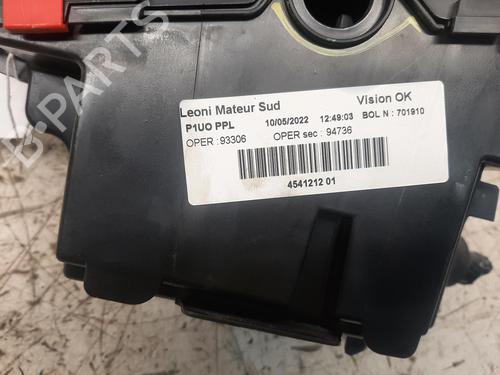 B-PARTS
Leoni Mateur Sud Vision OK
P1UO PPL 10/05/2022 12:49:03 BOL N : 701910
OPER : 93306 OPER sec : 94736
4541212 01